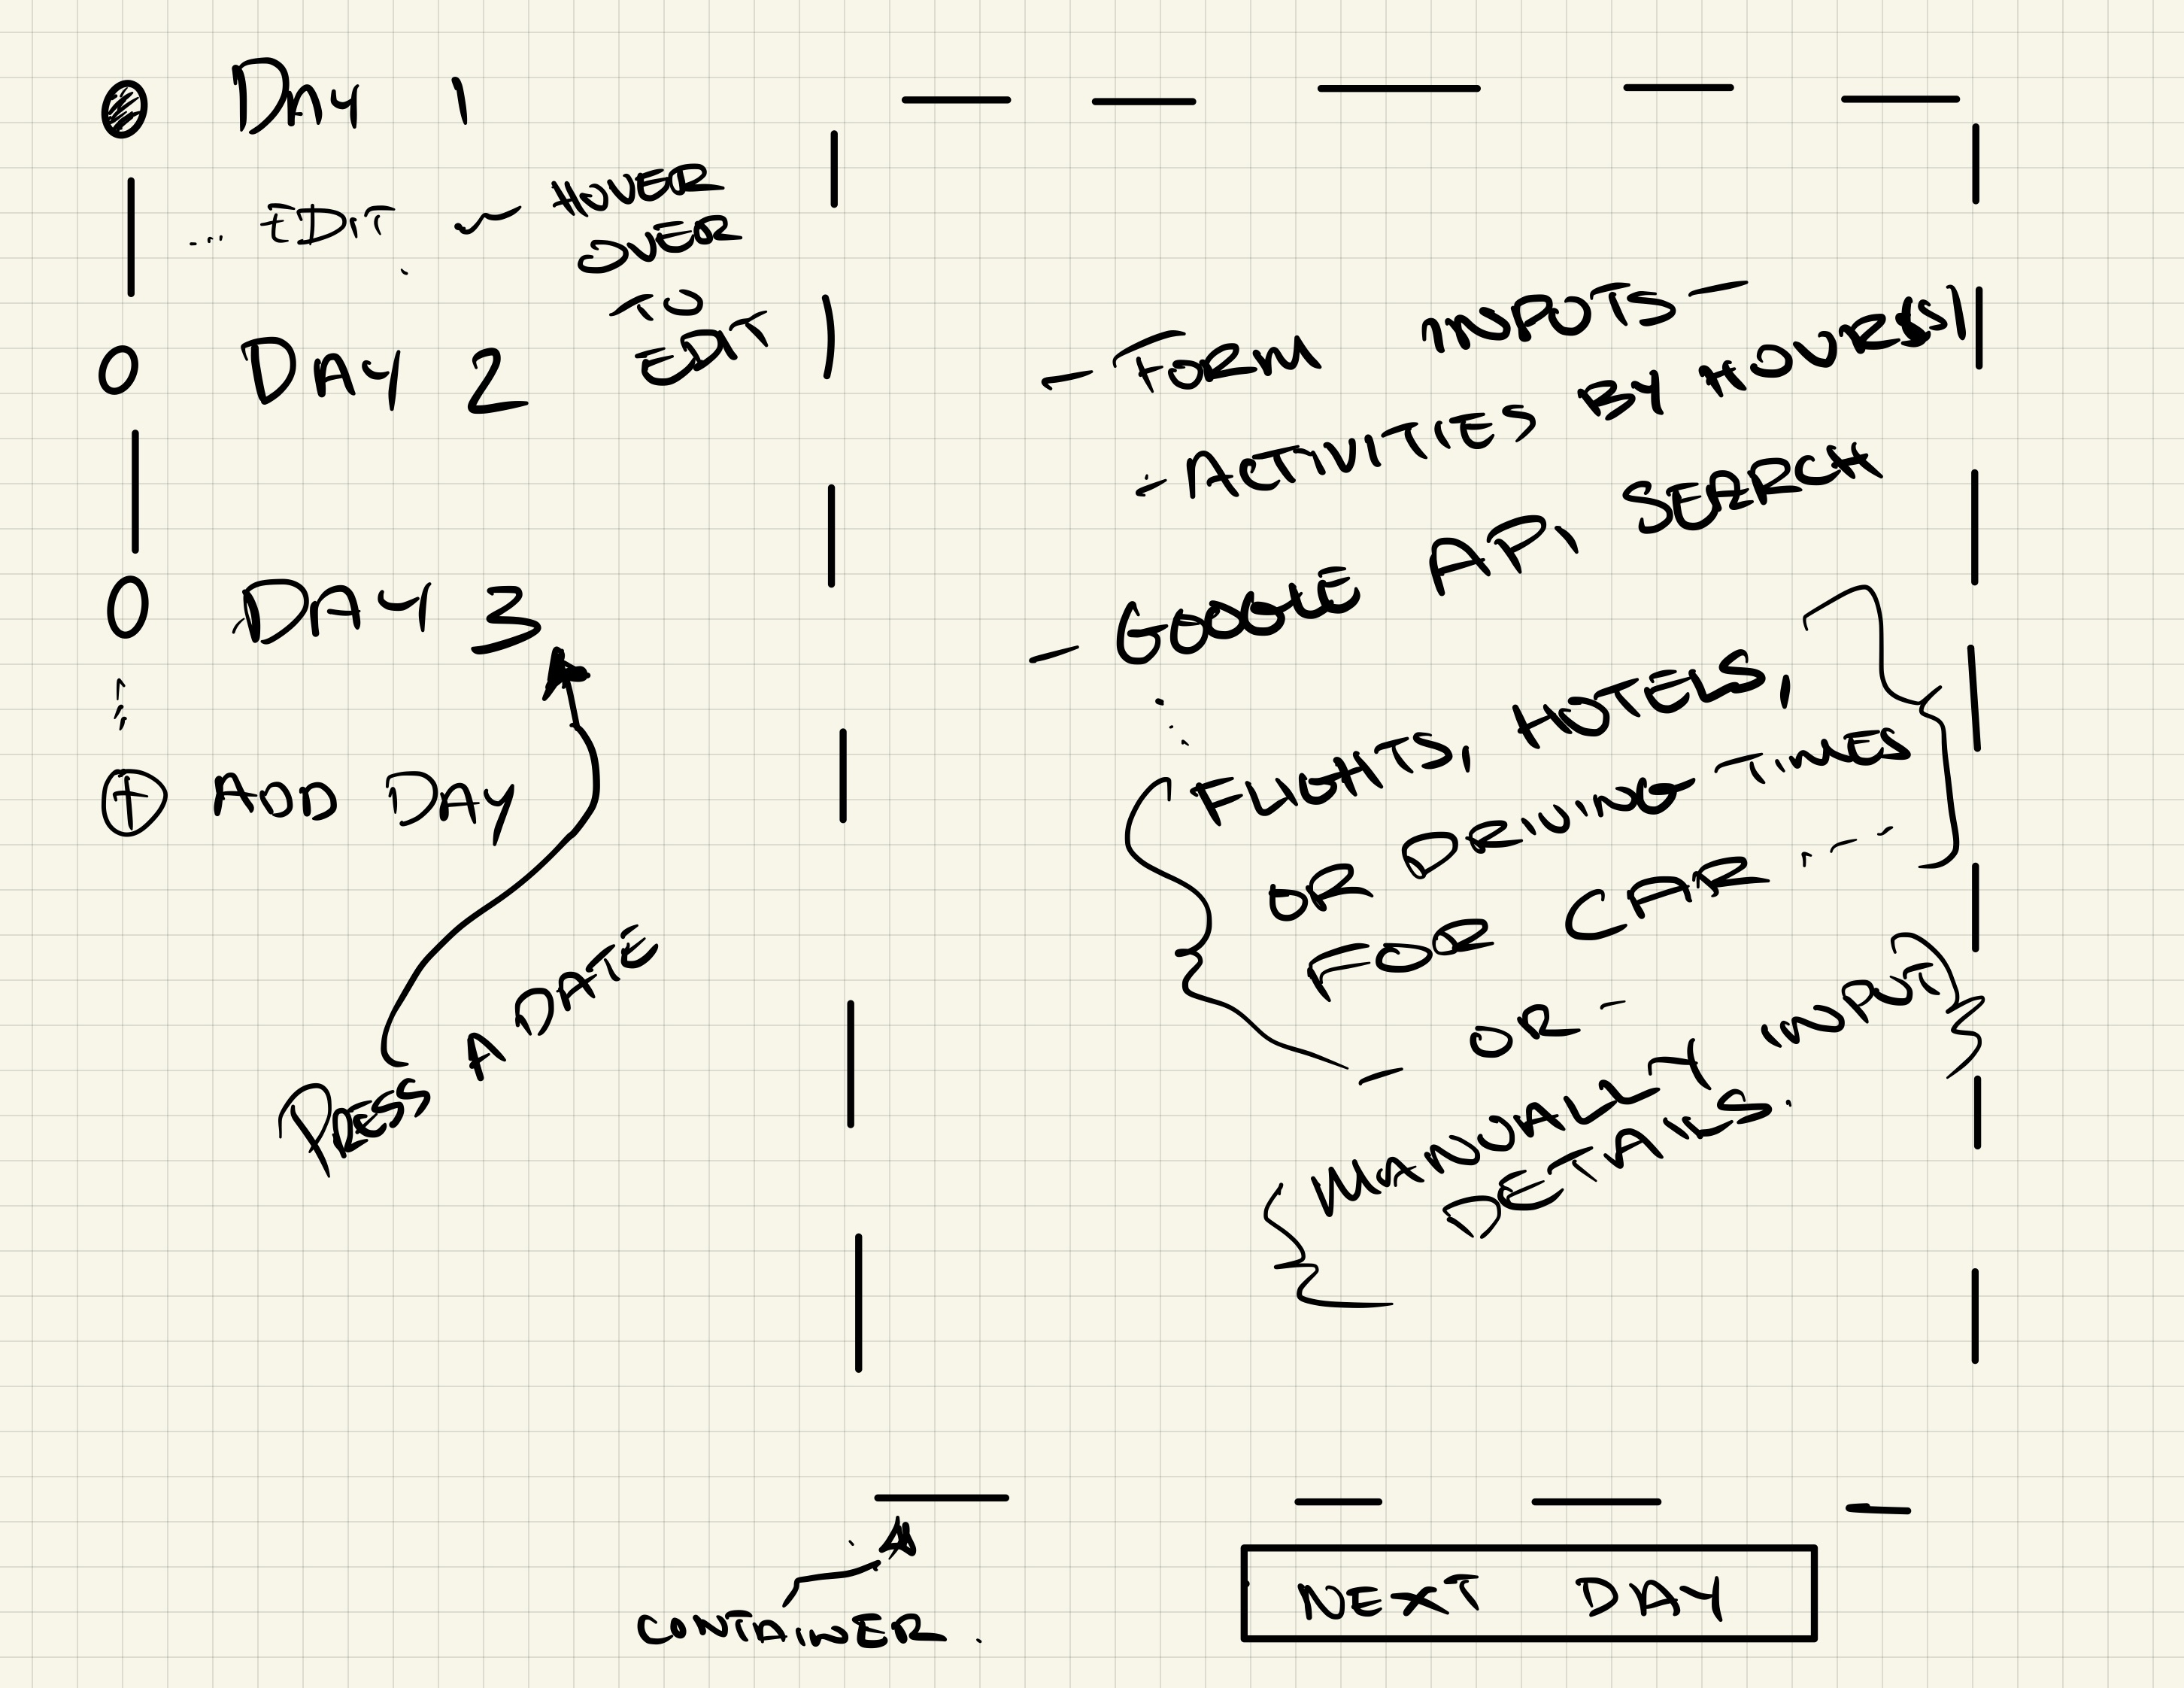 DAY 1
... EDIT ~ HOVER
OVER
TO
EDIT
DAY 2
DAY 3
+ ADD DAY
PRESS A DATE
- FORM INPUTS -
- ACTIVITIES BY HOUR(S)
- GOOGLE API SEARCH
{ FLIGHTS, HOTELS,
OR DRIVING TIMES
FOR CAR ... }
- OR -
{ MANUALLY INPUT
DETAILS. }
CONTAINER.
NEXT DAY